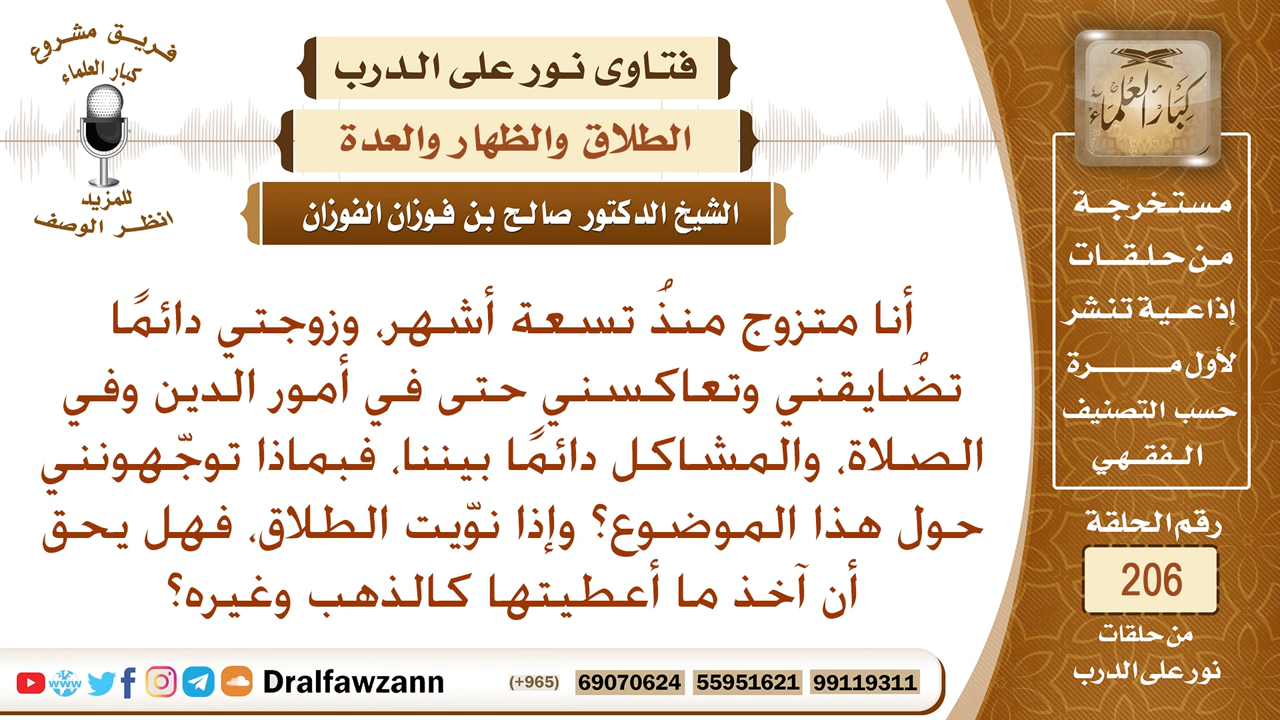 فريق مشروع
كبار العلماء
للمزيد
انظر الوصف
فتاوى نور على الدرب
الطلاق والظهار والعدة
الشيخ الدكتور صالح بن فوزان الفوزان
أنا متزوج منذُ تسعة أشهر، وزوجتي دائمًا
تضُايقني وتعاكسني حتى في أمور الدين وفي
الصلاة، والمشاكل دائمًا بيننا، فبماذا توجّهونني
حول هذا الموضوع؟ وإذا نوّيت الطلاق، فهل يحق
أن آخذ ما أعطيتها كالذهب وغيره؟
كبار العلماء
مستخرجة
من حلقات
إذاعية تنشر
لأول مرة
حسب التصنيف
الفقهي
رقم الحلقة
206
من حلقات
نور على الدرب
www Dralfawzann (+965) 69070624 55951621 99119311